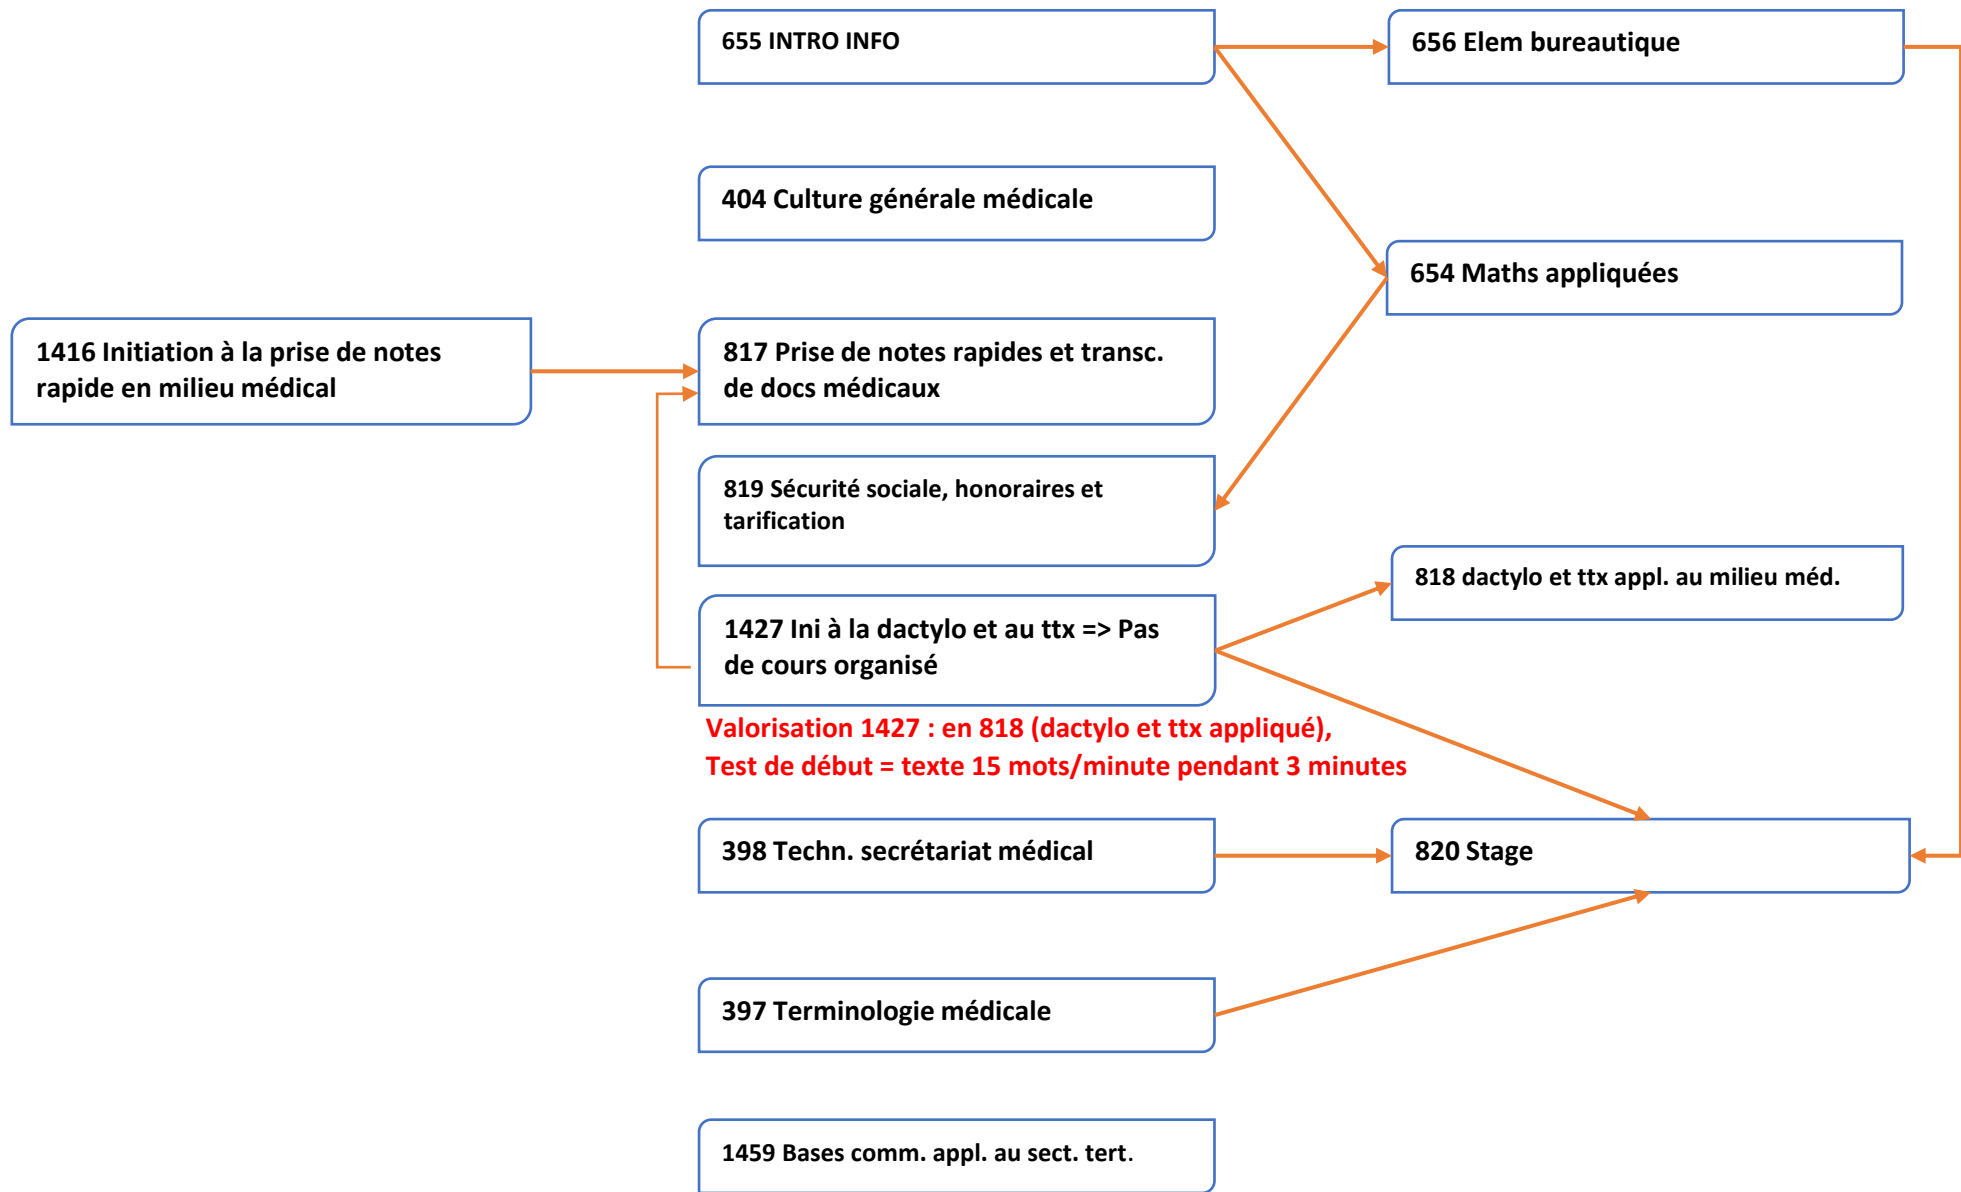 655 INTRO INFO
656 Elem bureautique
404 Culture générale médicale
654 Maths appliquées
1416 Initiation à la prise de notes
rapide en milieu médical
817 Prise de notes rapides et transc.
de docs médicaux
819 Sécurité sociale, honoraires et
tarification
818 dactylo et ttx appl. au milieu méd.
1427 Ini à la dactylo et au ttx => Pas
de cours organisé
Valorisation 1427 : en 818 (dactylo et ttx appliqué),
Test de début = texte 15 mots/minute pendant 3 minutes
398 Techn. secrétariat médical
820 Stage
397 Terminologie médicale
1459 Bases comm. appl. au sect. tert.